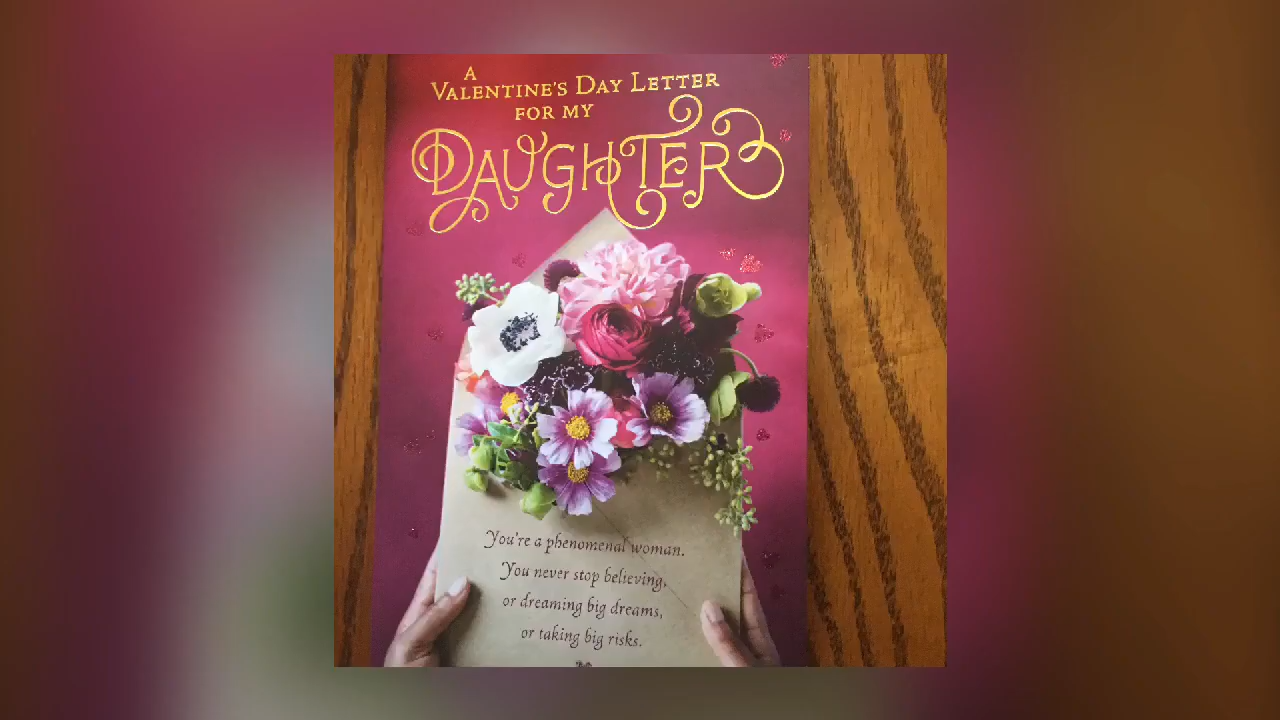 A
Valentine's Day Letter
for my
Daughter
You're a phenomenal woman.
You never stop believing,
or dreaming big dreams,
or taking big risks.